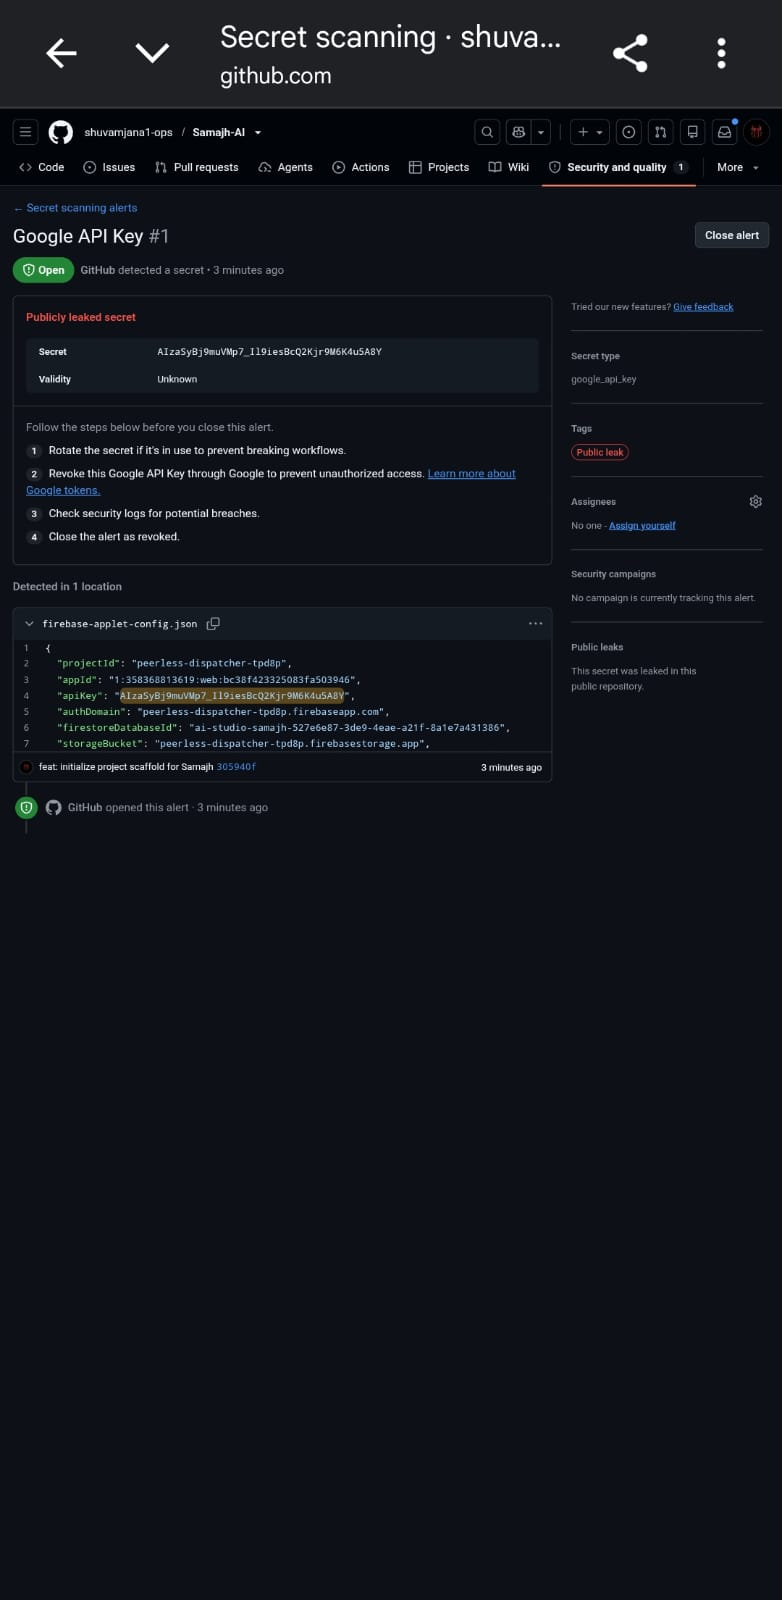 Secret scanning · shuva...
github.com
shuvamjana1-ops / Samajh-AI
Code Issues Pull requests Agents Actions Projects Wiki Security and quality 1 More
← Secret scanning alerts
Google API Key #1
Close alert
Open GitHub detected a secret · 3 minutes ago
Publicly leaked secret
Secret AIzaSyBj9muVMp7_Il9iesBcQ2Kjr9M6K4u5A8Y
Validity Unknown
Follow the steps below before you close this alert.
1 Rotate the secret if it's in use to prevent breaking workflows.
2 Revoke this Google API Key through Google to prevent unauthorized access. Learn more about
Google tokens.
3 Check security logs for potential breaches.
4 Close the alert as revoked.
Detected in 1 location
firebase-applet-config.json
1 {
2 "projectId": "peerless-dispatcher-tpd8p",
3 "appId": "1:358368813619:web:bc38f423325083fa503946",
4 "apiKey": "AIzaSyBj9muVMp7_Il9iesBcQ2Kjr9M6K4u5A8Y",
5 "authDomain": "peerless-dispatcher-tpd8p.firebaseapp.com",
6 "firestoreDatabaseId": "ai-studio-samajh-527e6e87-3de9-4eae-a21f-8a1e7a431386",
7 "storageBucket": "peerless-dispatcher-tpd8p.firebasestorage.app",
feat: initialize project scaffold for Samajh 305940f 3 minutes ago
GitHub opened this alert · 3 minutes ago
Tried our new features? Give feedback
Secret type
google_api_key
Tags
Public leak
Assignees
No one - Assign yourself
Security campaigns
No campaign is currently tracking this alert.
Public leaks
This secret was leaked in this
public repository.